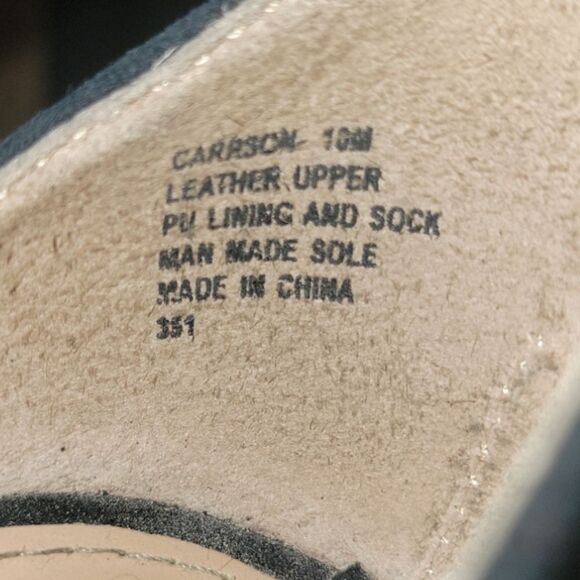 CARRSON 10M
LEATHER UPPER
PU LINING AND SOCK
MAN MADE SOLE
MADE IN CHINA
351